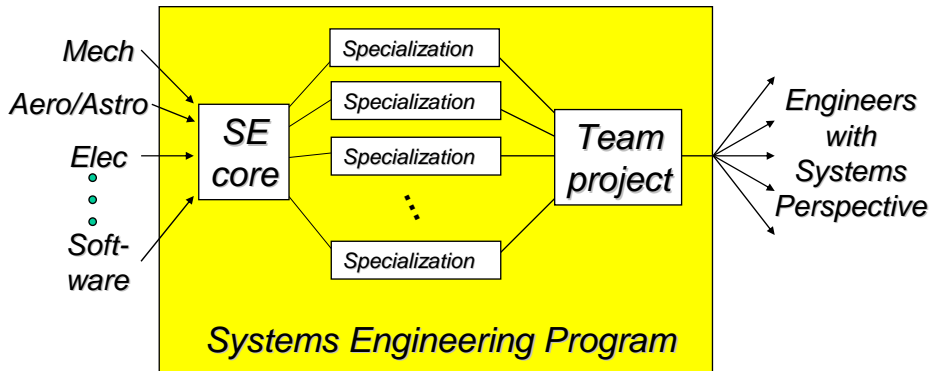 Mech
Aero/Astro
Elec
Soft-
ware
SE
core
Specialization
Specialization
Specialization
Specialization
Team
project
Engineers
with
Systems
Perspective
Systems Engineering Program